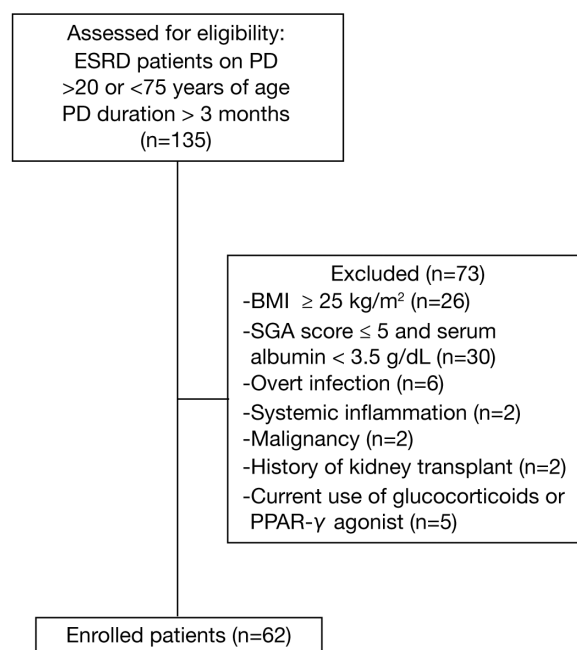 Assessed for eligibility:
ESRD patients on PD
>20 or <75 years of age
PD duration > 3 months
(n=135)
Excluded (n=73)
-BMI ≥ 25 kg/m² (n=26)
-SGA score ≤ 5 and serum
albumin < 3.5 g/dL (n=30)
-Overt infection (n=6)
-Systemic inflammation (n=2)
-Malignancy (n=2)
-History of kidney transplant (n=2)
-Current use of glucocorticoids or
PPAR-γ agonist (n=5)
Enrolled patients (n=62)